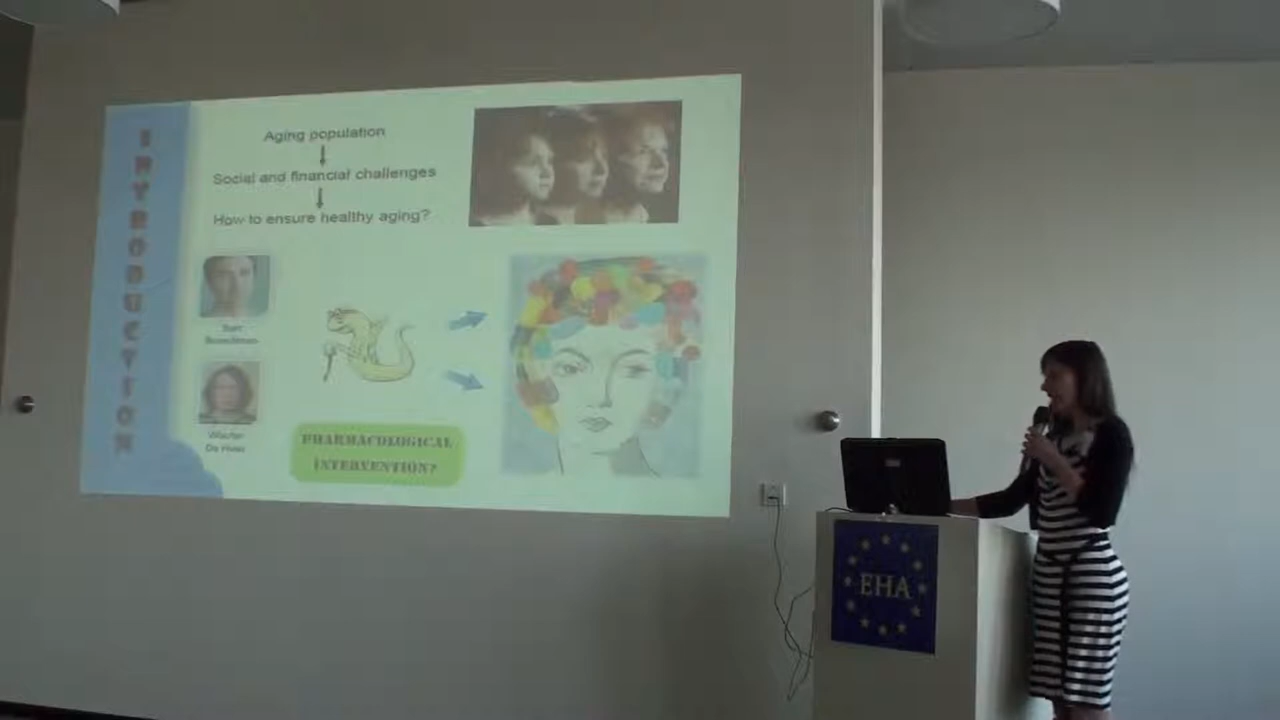 INTRODUCTION
Aging population
Social and financial challenges
How to ensure healthy aging?
PHARMACOLOGICAL
INTERVENTION?
EHA